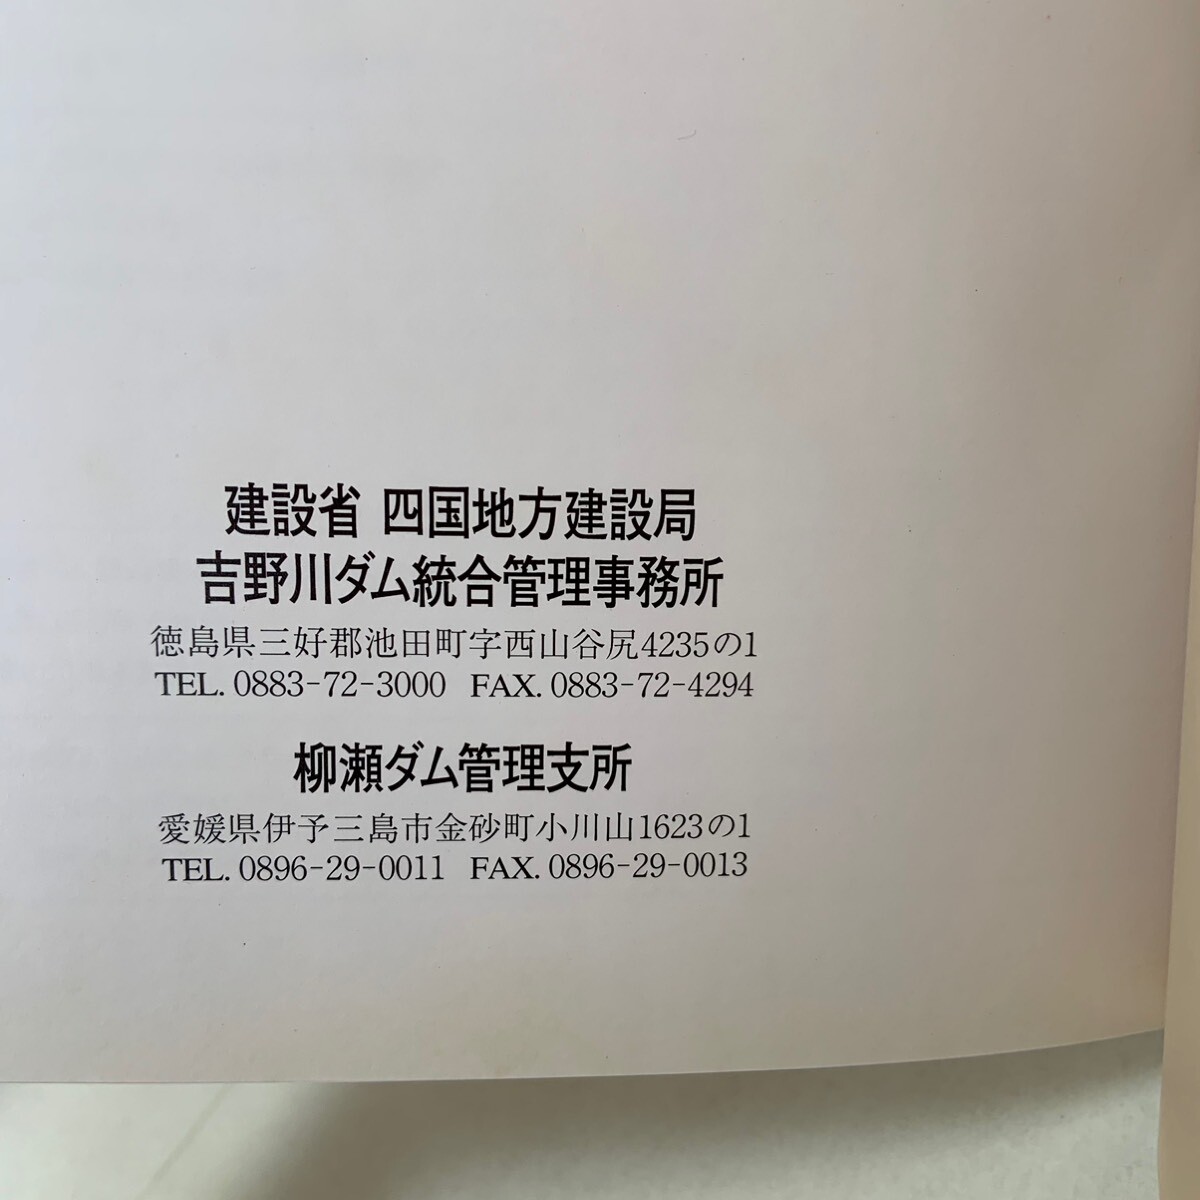 建設省 四国地方建設局
吉野川ダム統合管理事務所
徳島県三好郡池田町字西山谷尻4235の1
TEL. 0883-72-3000 FAX. 0883-72-4294
柳瀬ダム管理支所
愛媛県伊予三島市金砂町小川山1623の1
TEL. 0896-29-0011 FAX. 0896-29-0013